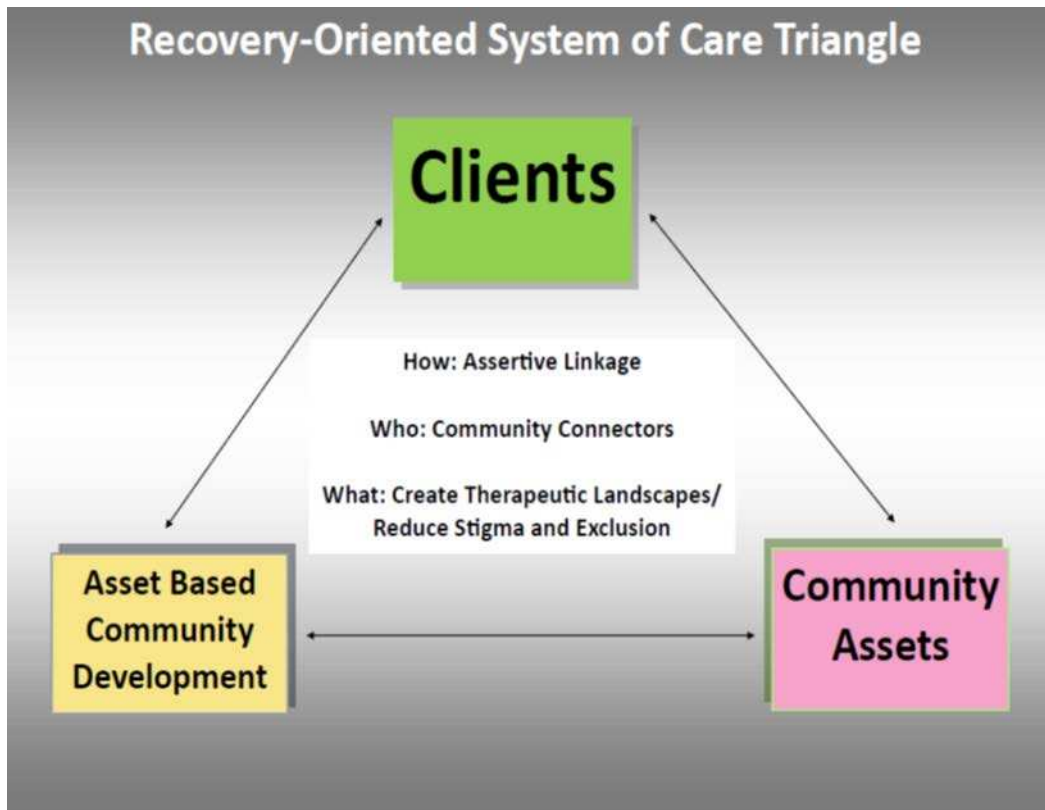 Recovery-Oriented System of Care Triangle
Clients
How: Assertive Linkage
Who: Community Connectors
What: Create Therapeutic Landscapes/
Reduce Stigma and Exclusion
Asset Based
Community
Development
Community
Assets